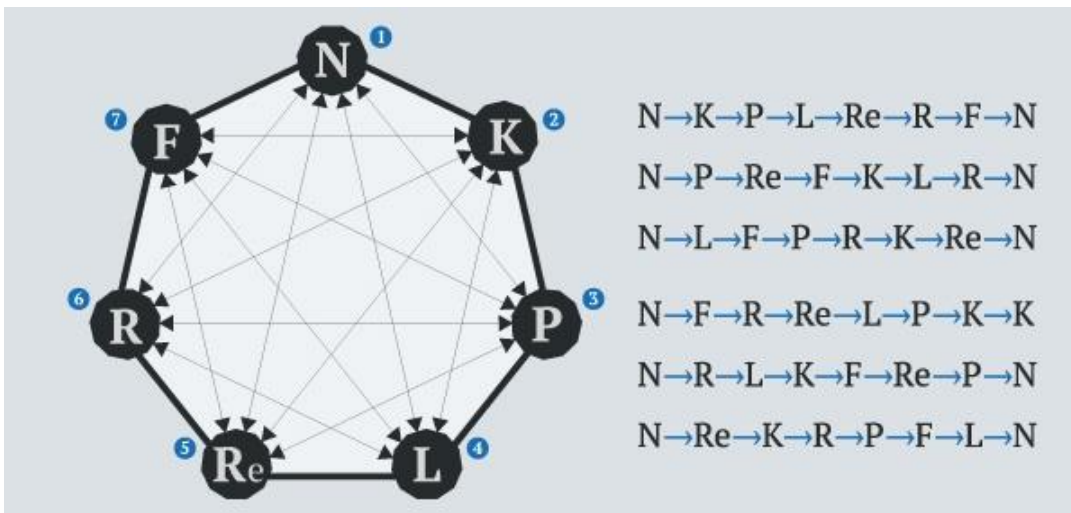 N 1
7 F
K 2
6 R
P 3
5 Re
L 4
N→K→P→L→Re→R→F→N
N→P→Re→F→K→L→R→N
N→L→F→P→R→K→Re→N
N→F→R→Re→L→P→K→K
N→R→L→K→F→Re→P→N
N→Re→K→R→P→F→L→N